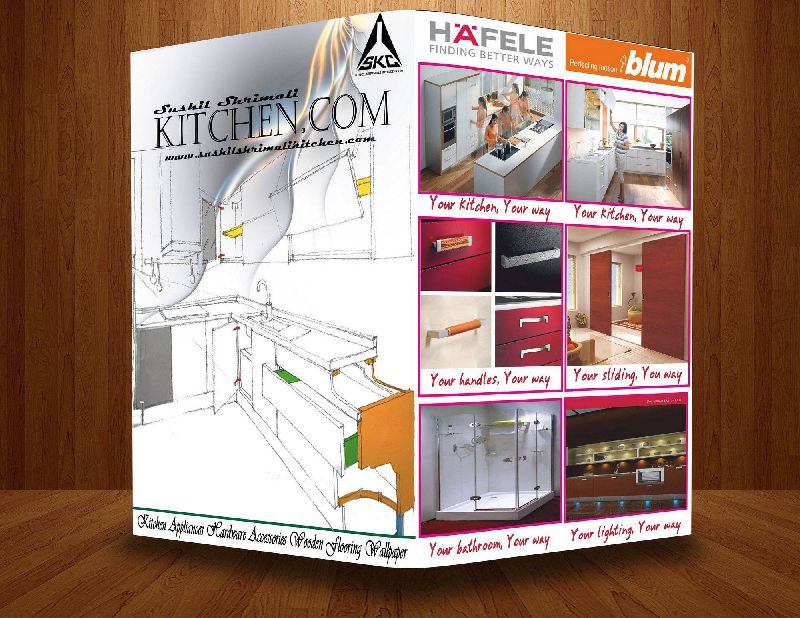 SKC
Sushil Shrimali
KITCHEN.COM
www.sushilshrimalikitchen.com
Kitchen Appliances Hardware Accessories Wooden Flooring Wallpaper
HÄFELE
FINDING BETTER WAYS
Perfecting motion blum
Your Kitchen, Your way
Your Kitchen, Your way
Your handles, Your way
Your sliding, You way
Your bathroom, Your way
Your lighting, Your way